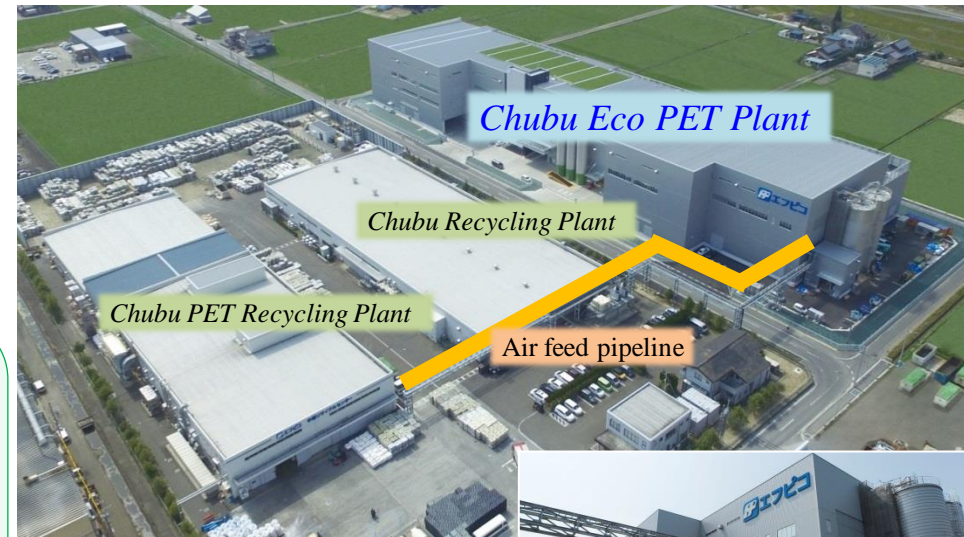 Chubu Eco PET Plant
エフピコ
Chubu Recycling Plant
Chubu PET Recycling Plant
Air feed pipeline
エフピコ